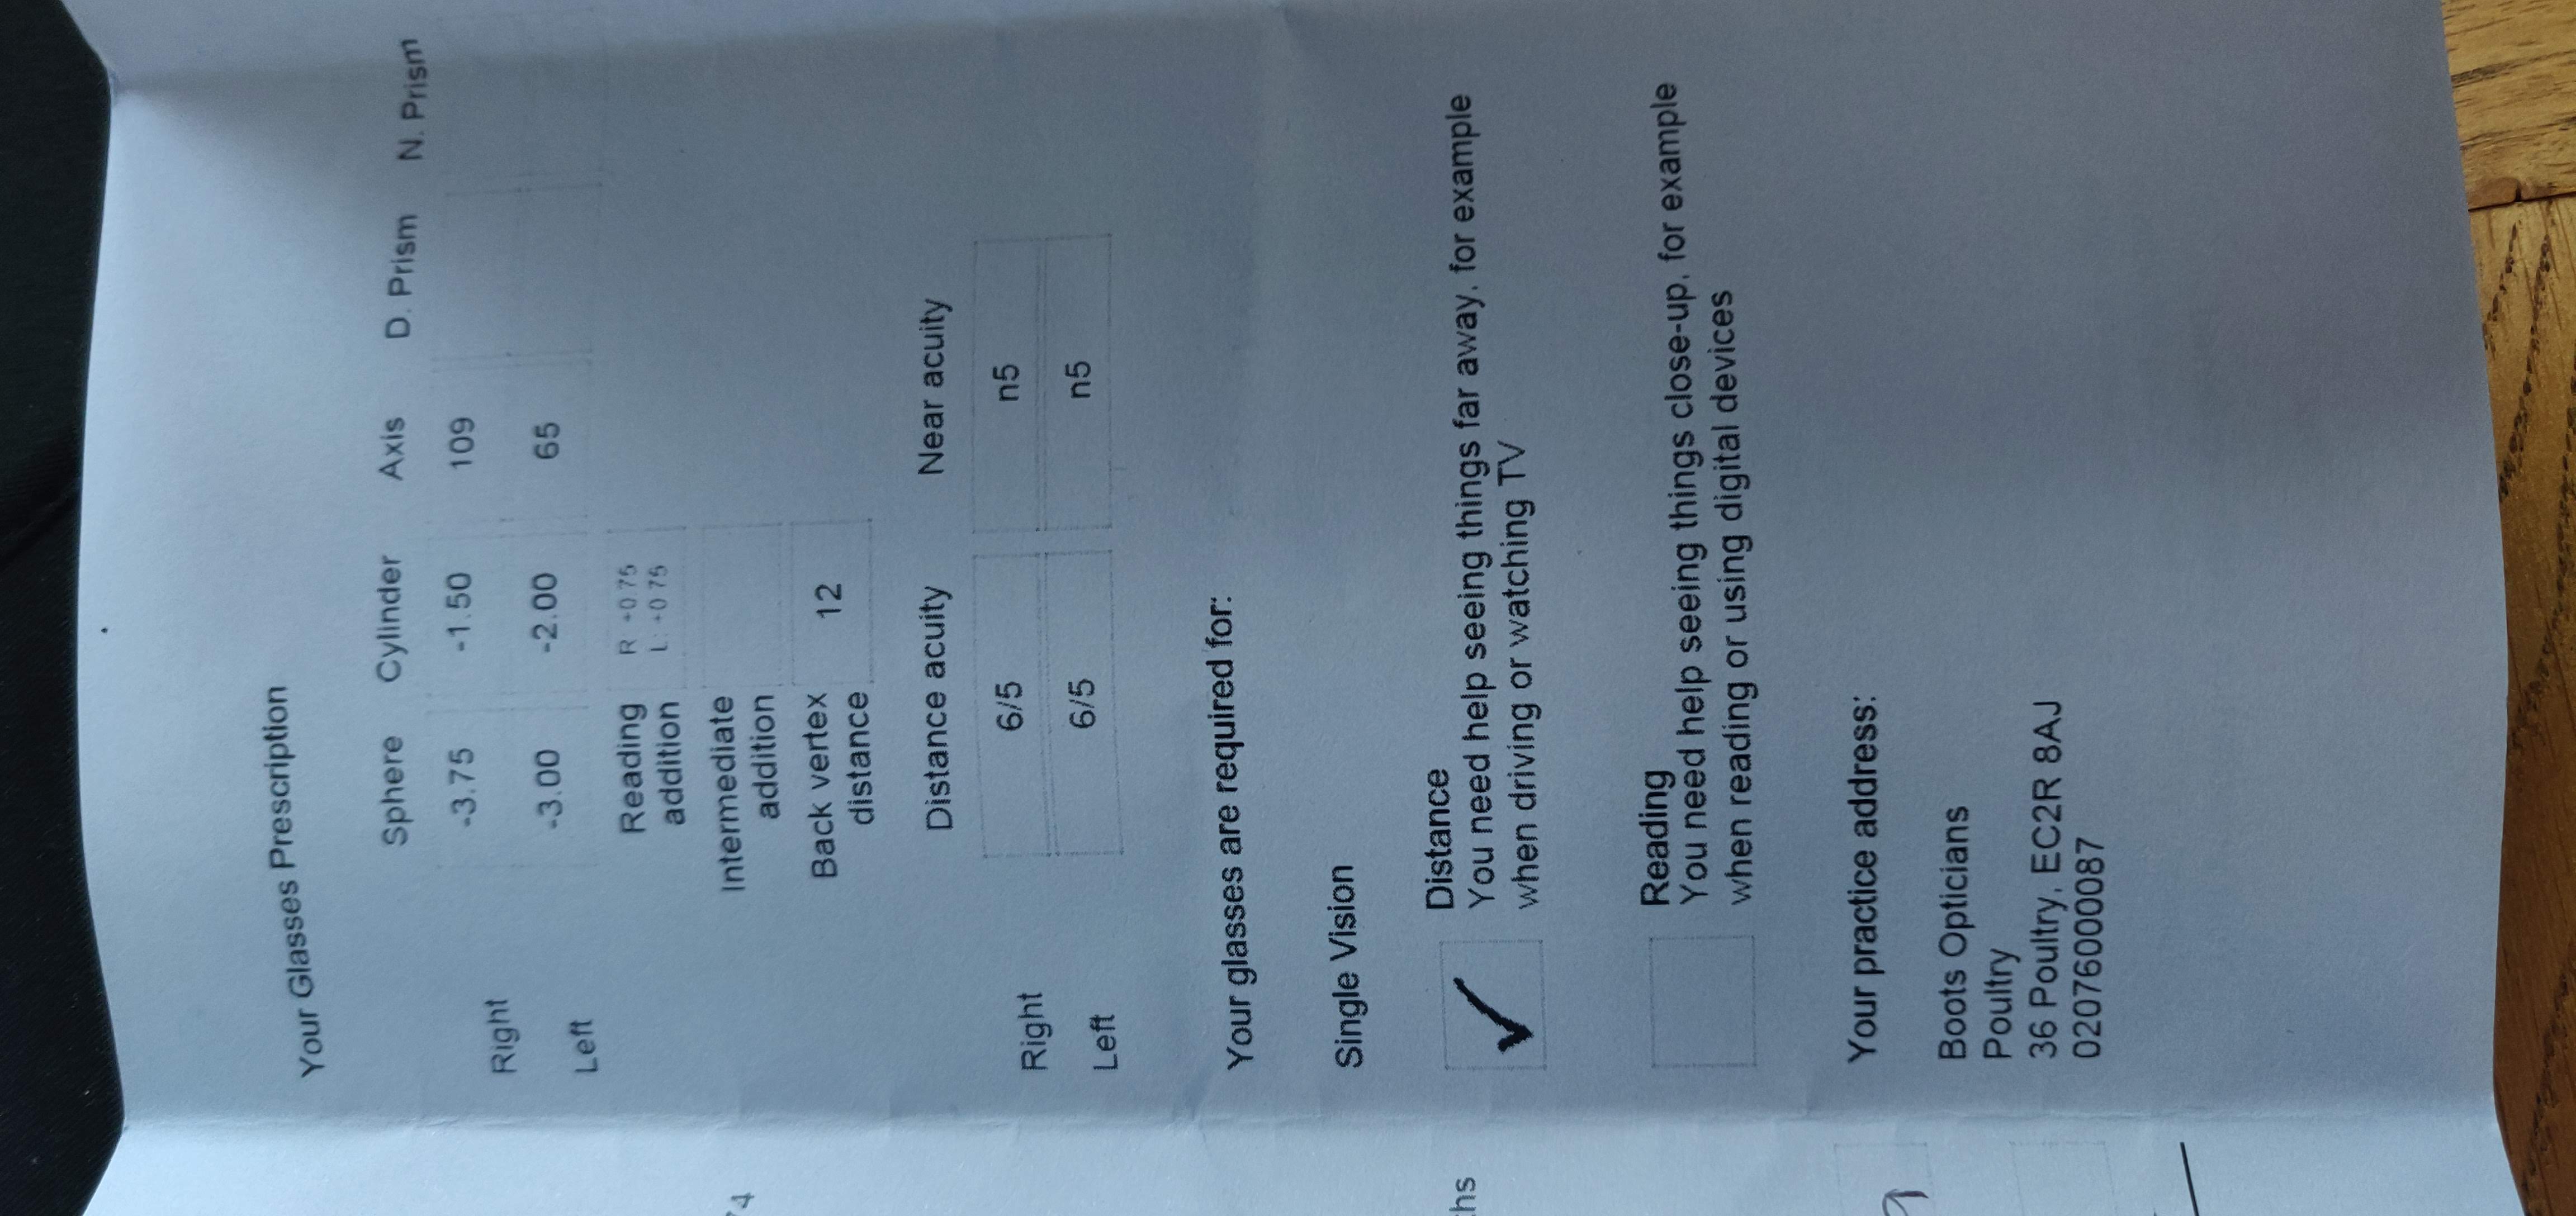 Your Glasses Prescription
Sphere Cylinder Axis D. Prism N. Prism
Right -3.75 -1.50 109
Left -3.00 -2.00 65
Reading addition R +0.75
L: +0.75
Intermediate
addition
Back vertex
distance 12
Distance acuity Near acuity
Right 6/5 n5
Left 6/5 n5
Your glasses are required for:
Single Vision
Distance
You need help seeing things far away, for example
when driving or watching TV
Reading
You need help seeing things close-up, for example
when reading or using digital devices
Your practice address:
Boots Opticians
Poultry
36 Poultry, EC2R 8AJ
02076000087